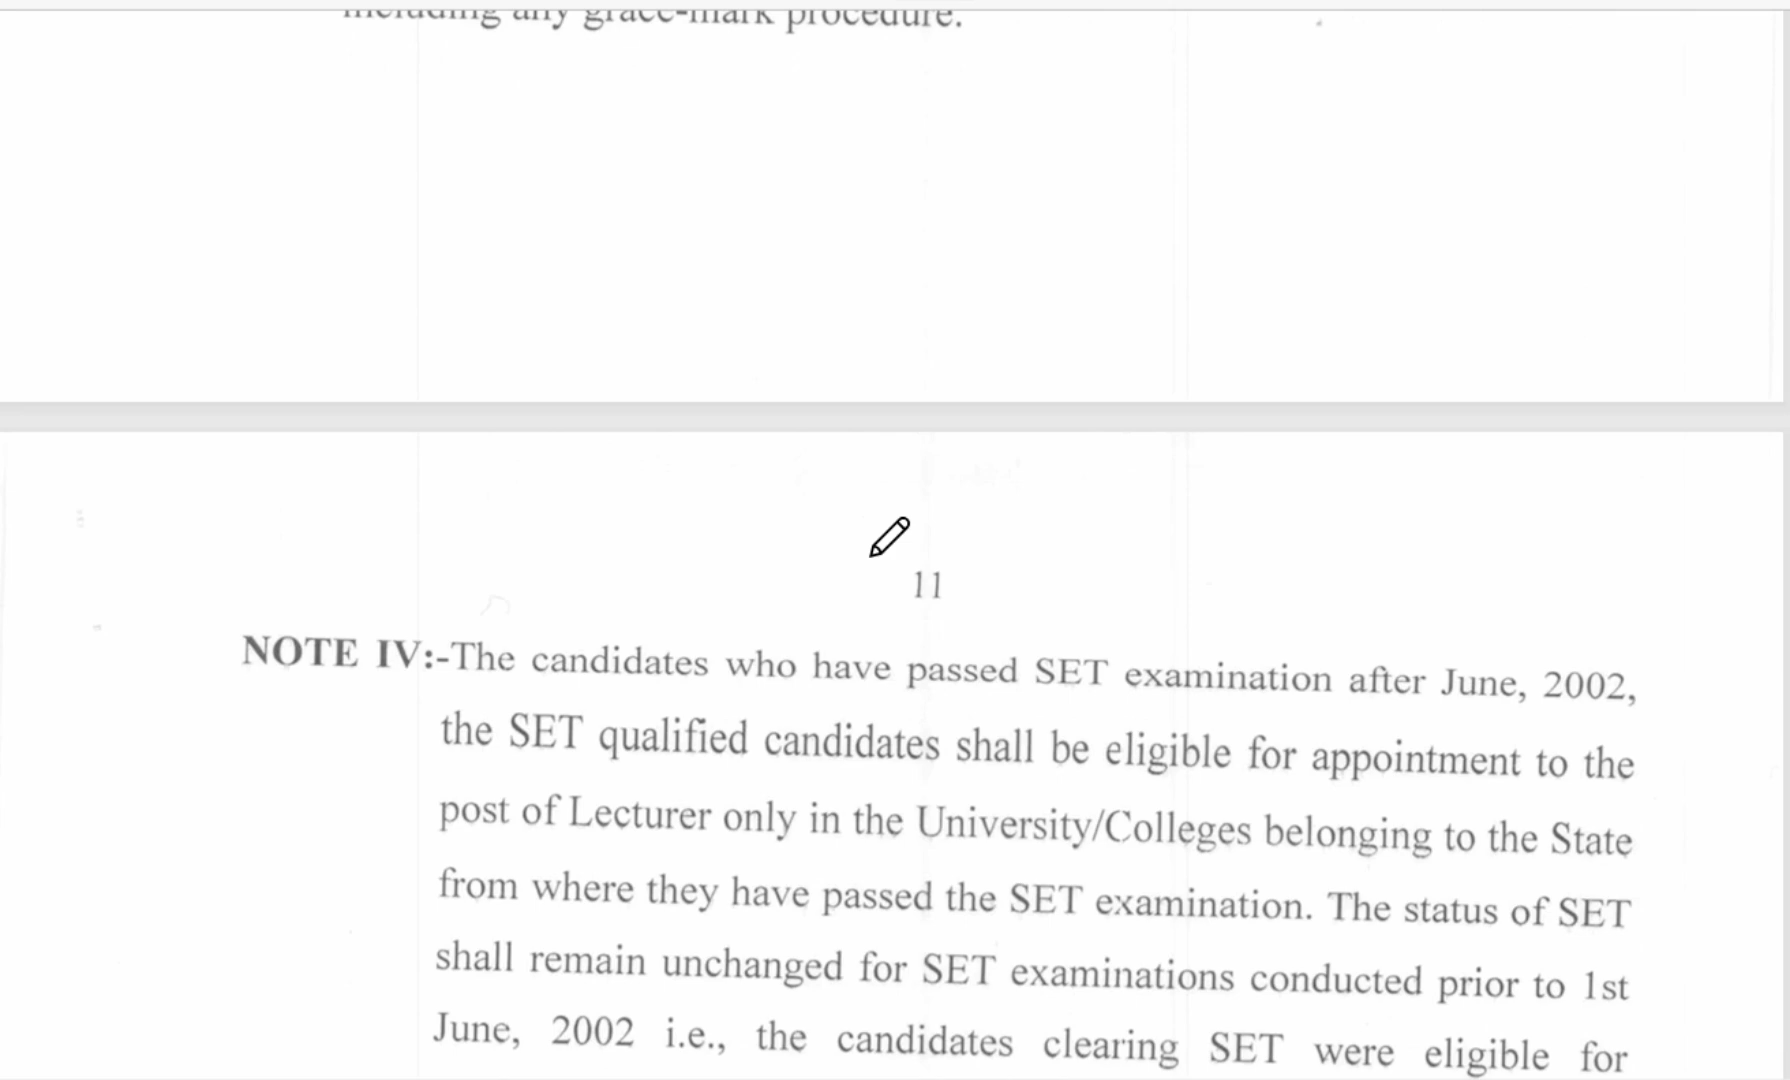 including any grace-mark procedure.
11
NOTE IV:-The candidates who have passed SET examination after June, 2002,
the SET qualified candidates shall be eligible for appointment to the
post of Lecturer only in the University/Colleges belonging to the State
from where they have passed the SET examination. The status of SET
shall remain unchanged for SET examinations conducted prior to 1st
June, 2002 i.e., the candidates clearing SET were eligible for